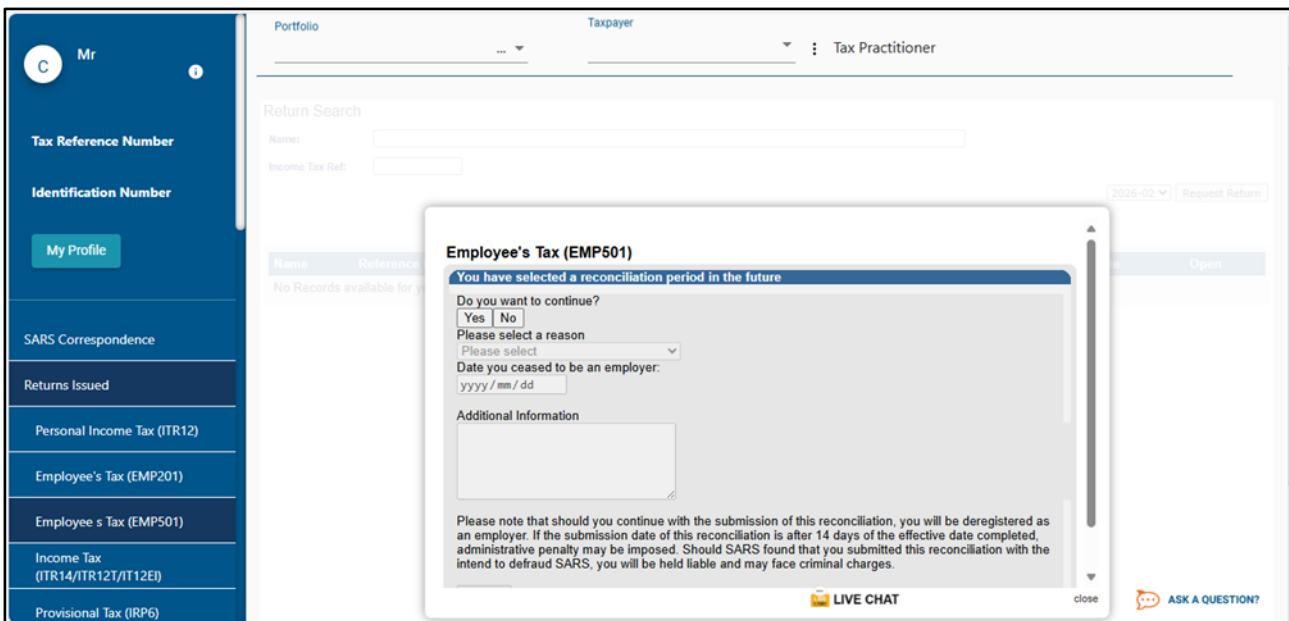 C
Mr
Tax Reference Number
Identification Number
My Profile
SARS Correspondence
Returns Issued
Personal Income Tax (ITR12)
Employee's Tax (EMP201)
Employee s Tax (EMP501)
Income Tax
(ITR14/ITR12T/IT12EI)
Provisional Tax (IRP6)
Portfolio
...
Taxpayer
Tax Practitioner
Return Search
Name:
Income Tax Ref:
2026-02 Request Return
Name Reference Open
No Records available for
Employee's Tax (EMP501)
You have selected a reconciliation period in the future
Do you want to continue?
Yes No
Please select a reason
Please select
Date you ceased to be an employer:
yyyy/mm/dd
Additional Information
Please note that should you continue with the submission of this reconciliation, you will be deregistered as
an employer. If the submission date of this reconciliation is after 14 days of the effective date completed,
administrative penalty may be imposed. Should SARS found that you submitted this reconciliation with the
intend to defraud SARS, you will be held liable and may face criminal charges.
LIVE CHAT
close
ASK A QUESTION?